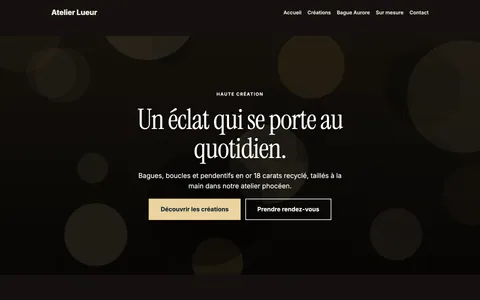 Atelier Lueur
Accueil Créations Bague Aurore Sur mesure Contact
HAUTE CRÉATION
Un éclat qui se porte au
quotidien.
Bagues, boucles et pendentifs en or 18 carats recyclé, taillés à la
main dans notre atelier phocéen.
Découvrir les créations Prendre rendez-vous